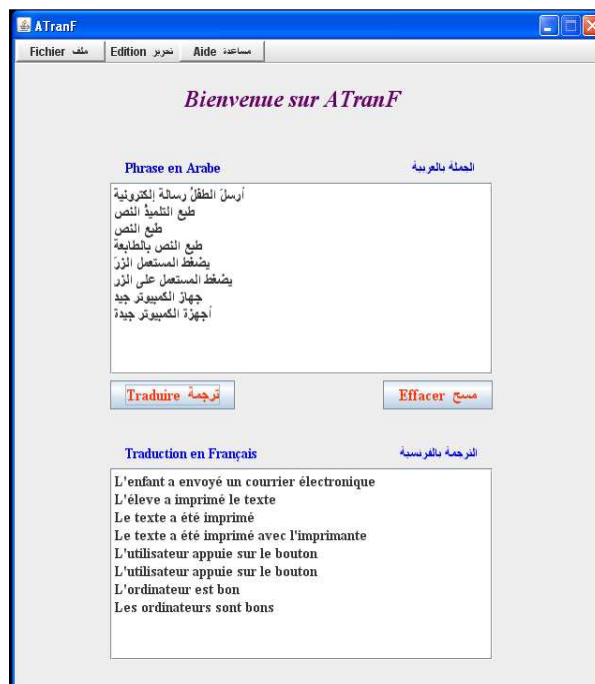 ATranF
Fichier ملف Edition تحرير Aide مساعدة
Bienvenue sur ATranF
Phrase en Arabe الجملة بالعربية
أرسلَ الطفلُ رسالة إلكترونية
طبع التلميذُ النص
طبع النص
طبع النص بالطابعة
يضغط المستعمل الزرَ
يضغط المستعمل على الزر
جهاز الكمبيوتر جيد
أجهزة الكمبيوتر جيدة
Traduire ترجمة Effacer مسح
Traduction en Français الترجمة بالفرنسية
L'enfant a envoyé un courrier électronique
L'éleve a imprimé le texte
Le texte a été imprimé
Le texte a été imprimé avec l'imprimante
L'utilisateur appuie sur le bouton
L'utilisateur appuie sur le bouton
L'ordinateur est bon
Les ordinateurs sont bons